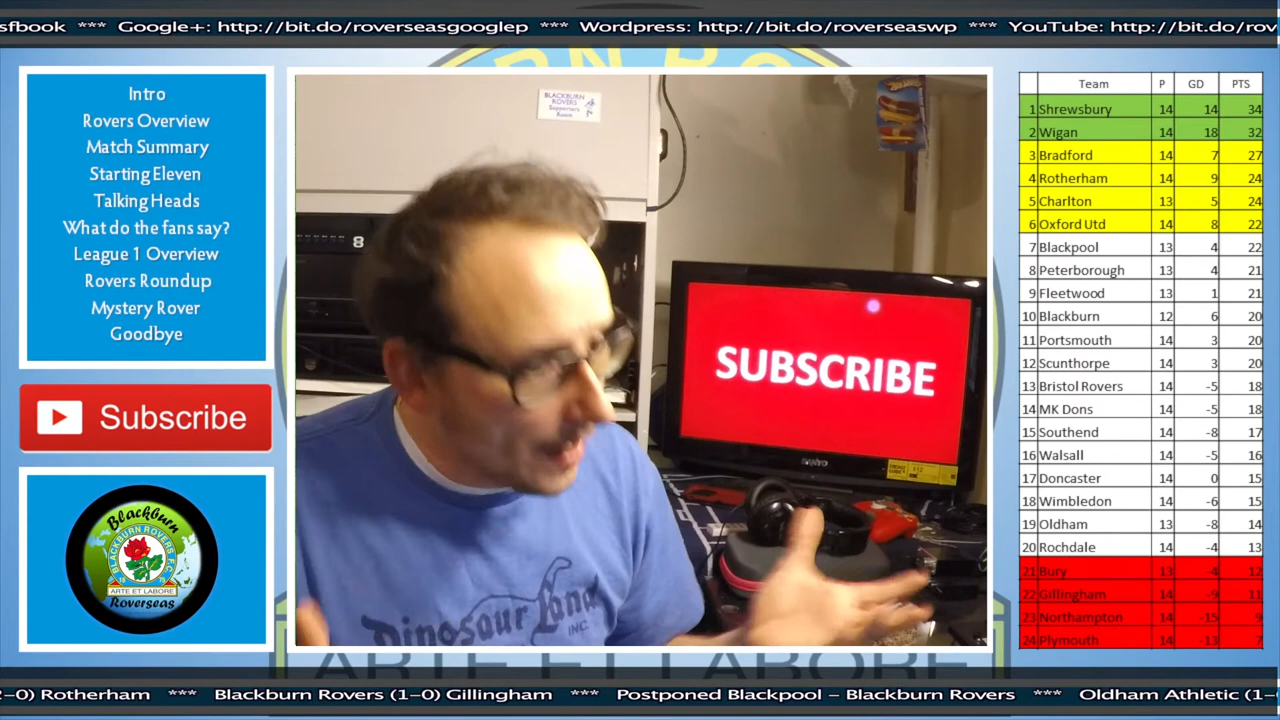 sfbook *** Google+: http://bit.do/roverseasgooglep *** Wordpress: http://bit.do/roverseaswp *** YouTube: http://bit.do/rov
Intro
Rovers Overview
Match Summary
Starting Eleven
Talking Heads
What do the fans say?
League 1 Overview
Rovers Roundup
Mystery Rover
Goodbye
Subscribe
Blackburn
BLACKBURN ROVERS F.C.
18 75
ARTE ET LABORE
Roverseas
BLACKBURN
ROVERS
Supporters
Room
8
SUBSCRIBE
SANYO
Dinosaur Land
INC.
Team P GD PTS
1 Shrewsbury 14 14 34
2 Wigan 14 18 32
3 Bradford 14 7 27
4 Rotherham 14 9 24
5 Charlton 13 5 24
6 Oxford Utd 14 8 22
7 Blackpool 13 4 22
8 Peterborough 13 4 21
9 Fleetwood 13 1 21
10 Blackburn 12 6 20
11 Portsmouth 14 3 20
12 Scunthorpe 14 3 20
13 Bristol Rovers 14 -5 18
14 MK Dons 14 -5 18
15 Southend 14 -8 17
16 Walsall 14 -5 16
17 Doncaster 14 0 15
18 Wimbledon 14 -6 15
19 Oldham 13 -8 14
20 Rochdale 14 -4 13
21 Bury 13 -4 12
22 Gillingham 14 -9 11
23 Northampton 14 -15 9
24 Plymouth 14 -13 7
ARTE ET LABORE
2-0) Rotherham *** Blackburn Rovers (1-0) Gillingham *** Postponed Blackpool – Blackburn Rovers *** Oldham Athletic (1-